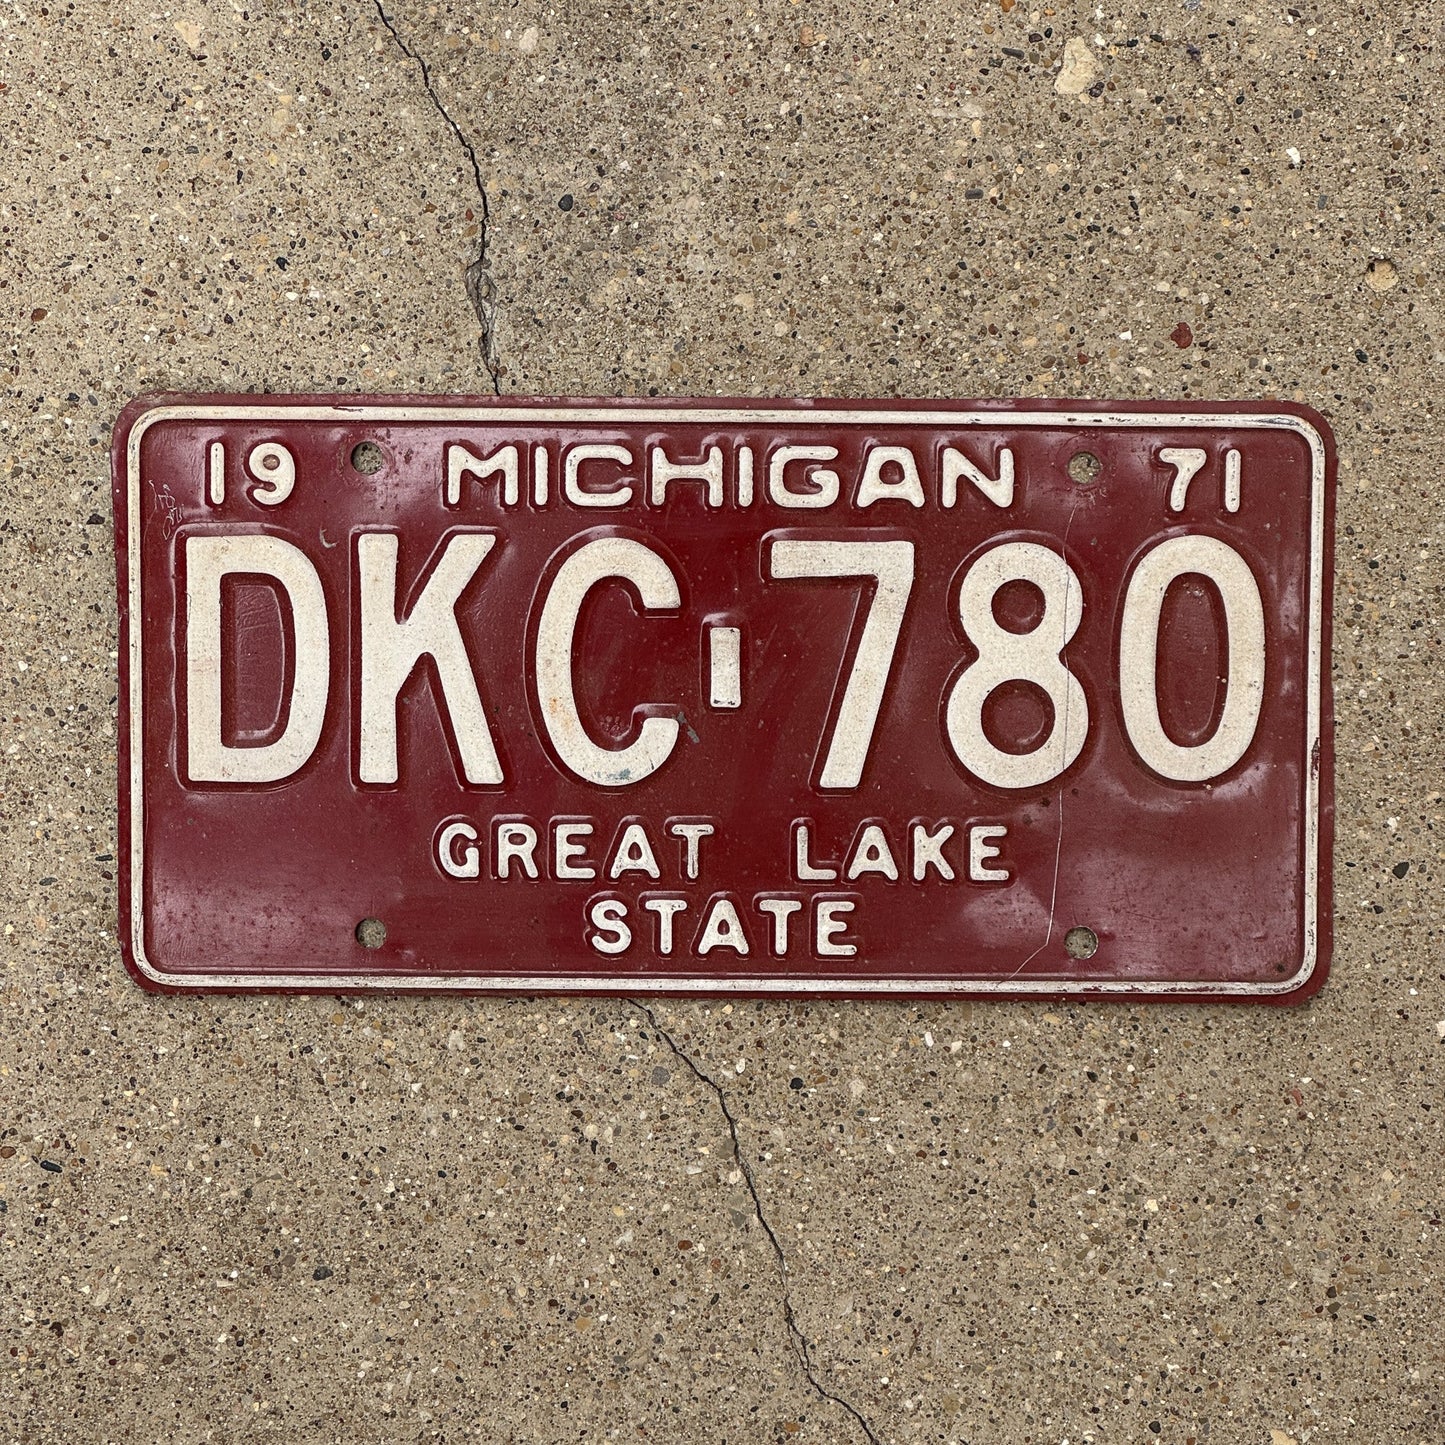 19 MICHIGAN 71
DKC-780
GREAT LAKE
STATE